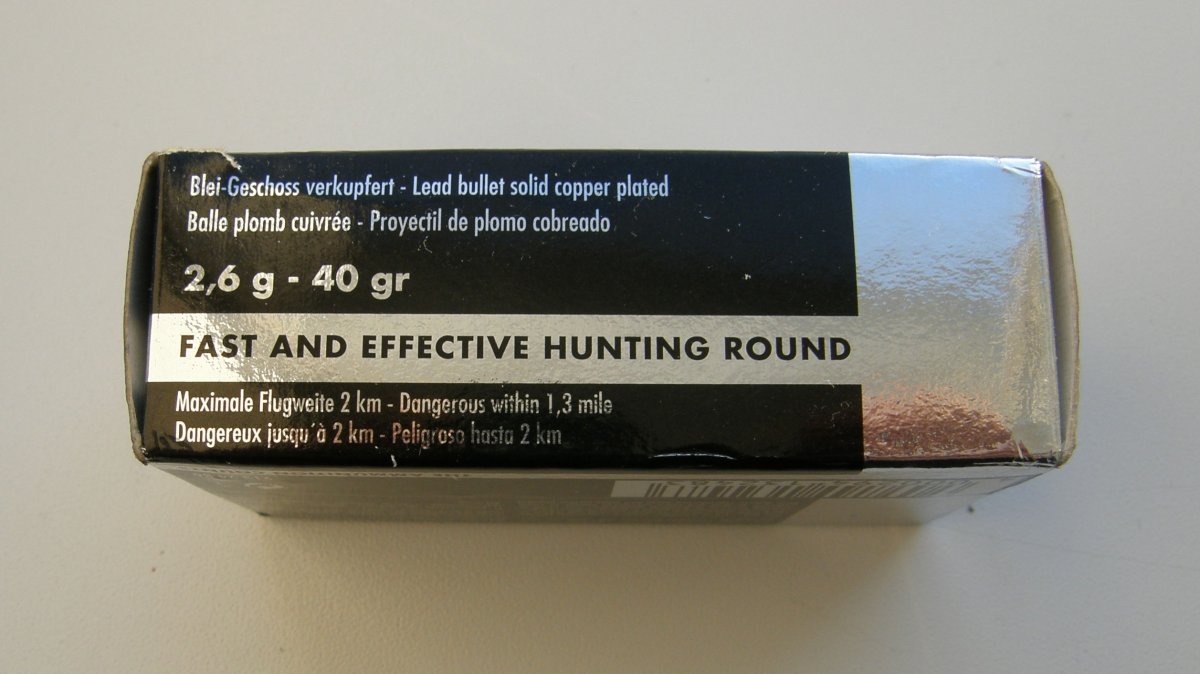 Blei-Geschoss verkupfert - Lead bullet solid copper plated
Balle plomb cuivrée - Proyectil de plomo cobreado
2,6 g - 40 gr
FAST AND EFFECTIVE HUNTING ROUND
Maximale Flugweite 2 km - Dangerous within 1,3 mile
Dangereux jusqu´à 2 km - Peligroso hasta 2 km